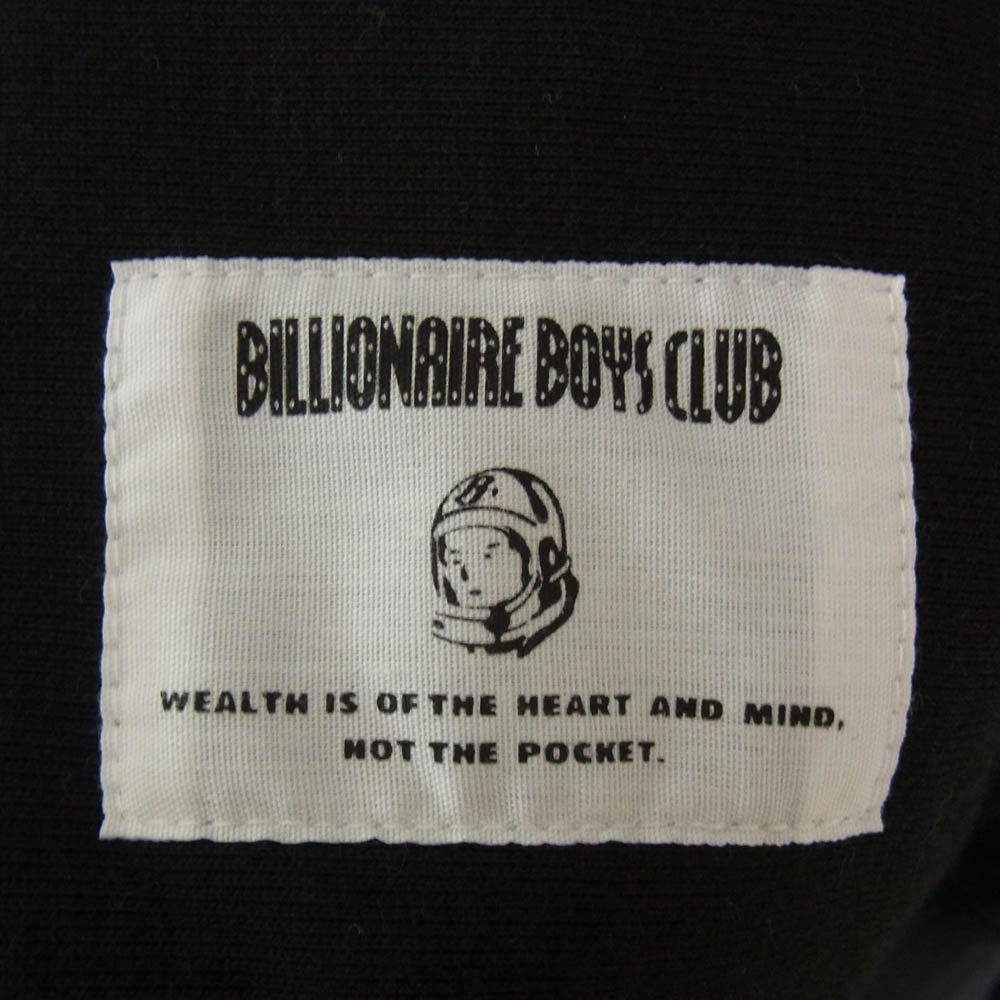 BILLIONAIRE BOYS CLUB
B.
WEALTH IS OF THE HEART AND MIND,
NOT THE POCKET.